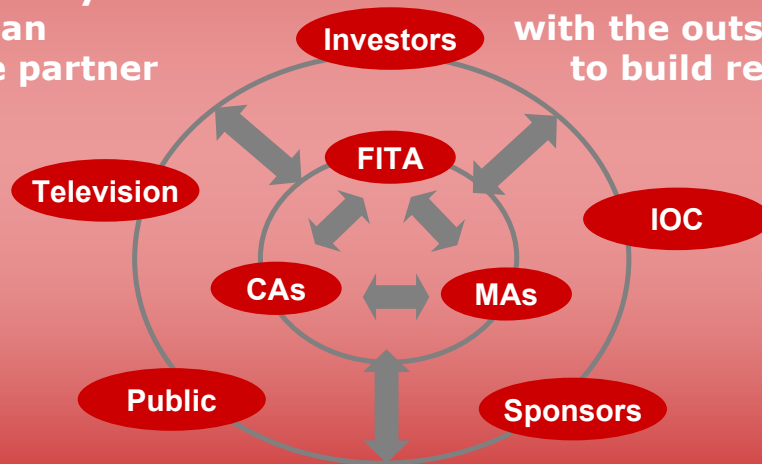 an
Investors
with the outs
partner
to build re
FITA
Television
IOC
CAs
MAs
Public
Sponsors